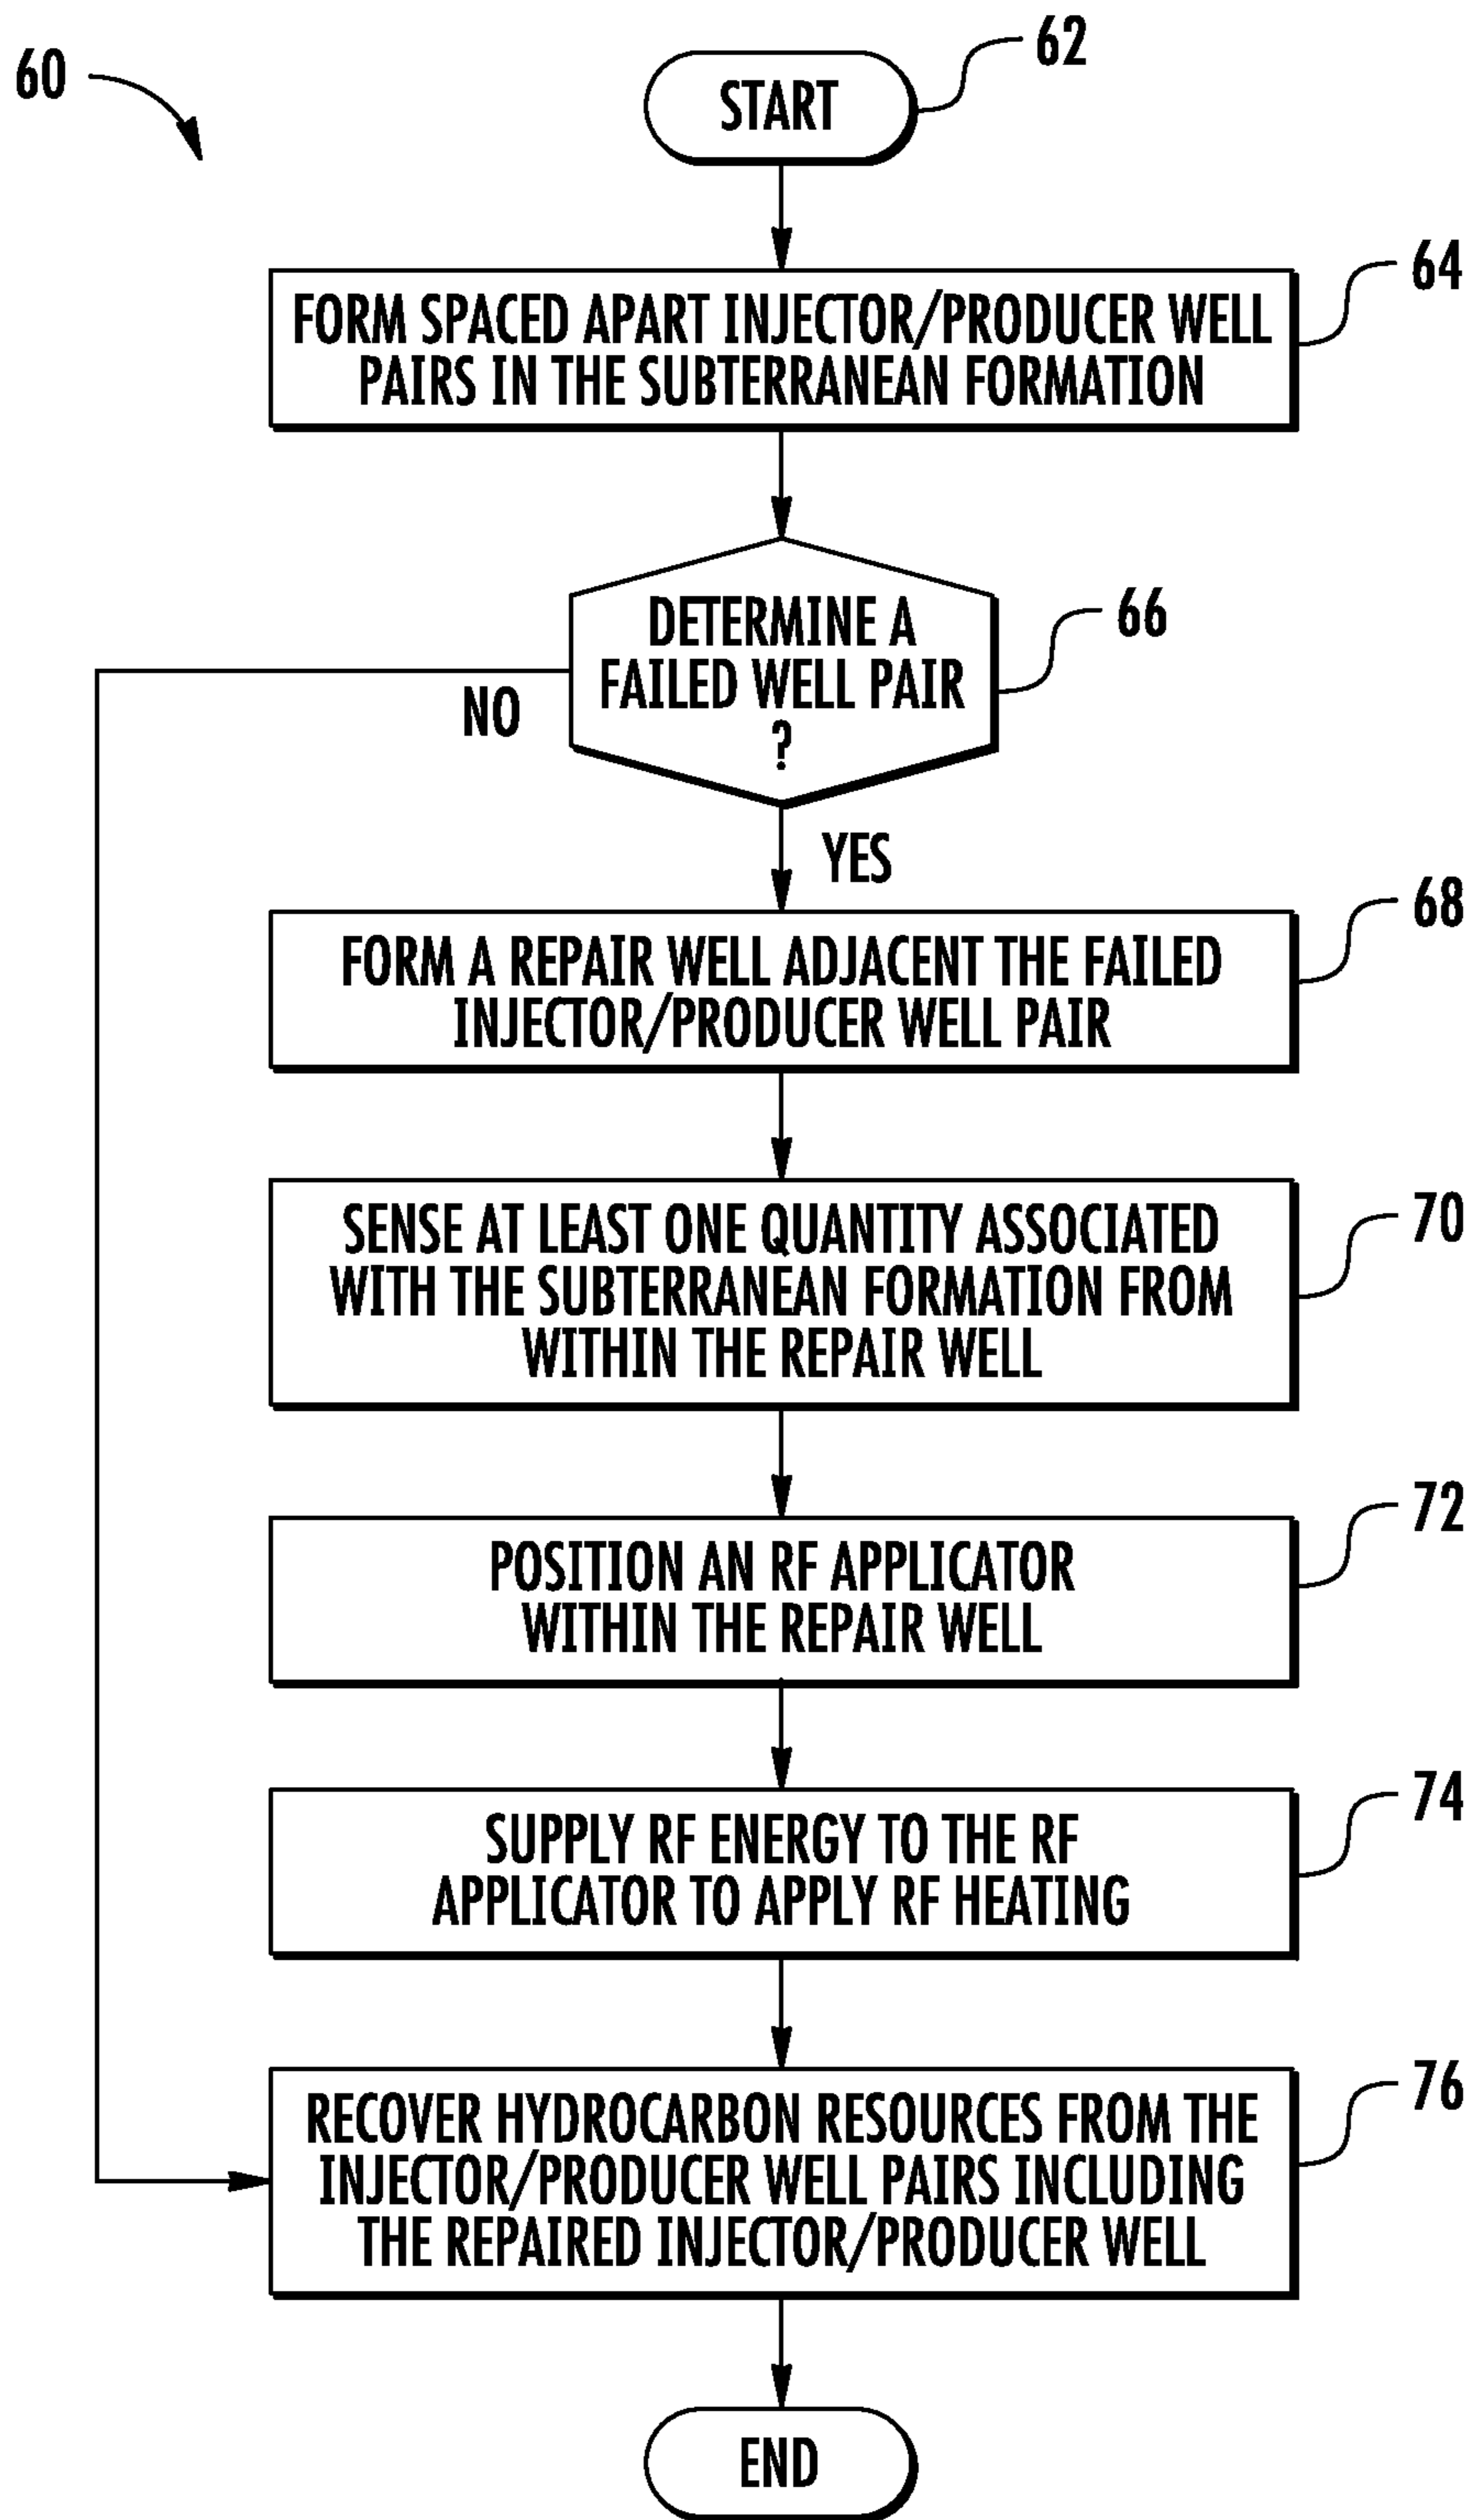 60
START
62
FORM SPACED APART INJECTOR/PRODUCER WELL
PAIRS IN THE SUBTERRANEAN FORMATION
64
DETERMINE A
FAILED WELL PAIR
?
66
NO
YES
FORM A REPAIR WELL ADJACENT THE FAILED
INJECTOR/PRODUCER WELL PAIR
68
SENSE AT LEAST ONE QUANTITY ASSOCIATED
WITH THE SUBTERRANEAN FORMATION FROM
WITHIN THE REPAIR WELL
70
POSITION AN RF APPLICATOR
WITHIN THE REPAIR WELL
72
SUPPLY RF ENERGY TO THE RF
APPLICATOR TO APPLY RF HEATING
74
RECOVER HYDROCARBON RESOURCES FROM THE
INJECTOR/PRODUCER WELL PAIRS INCLUDING
THE REPAIRED INJECTOR/PRODUCER WELL
76
END